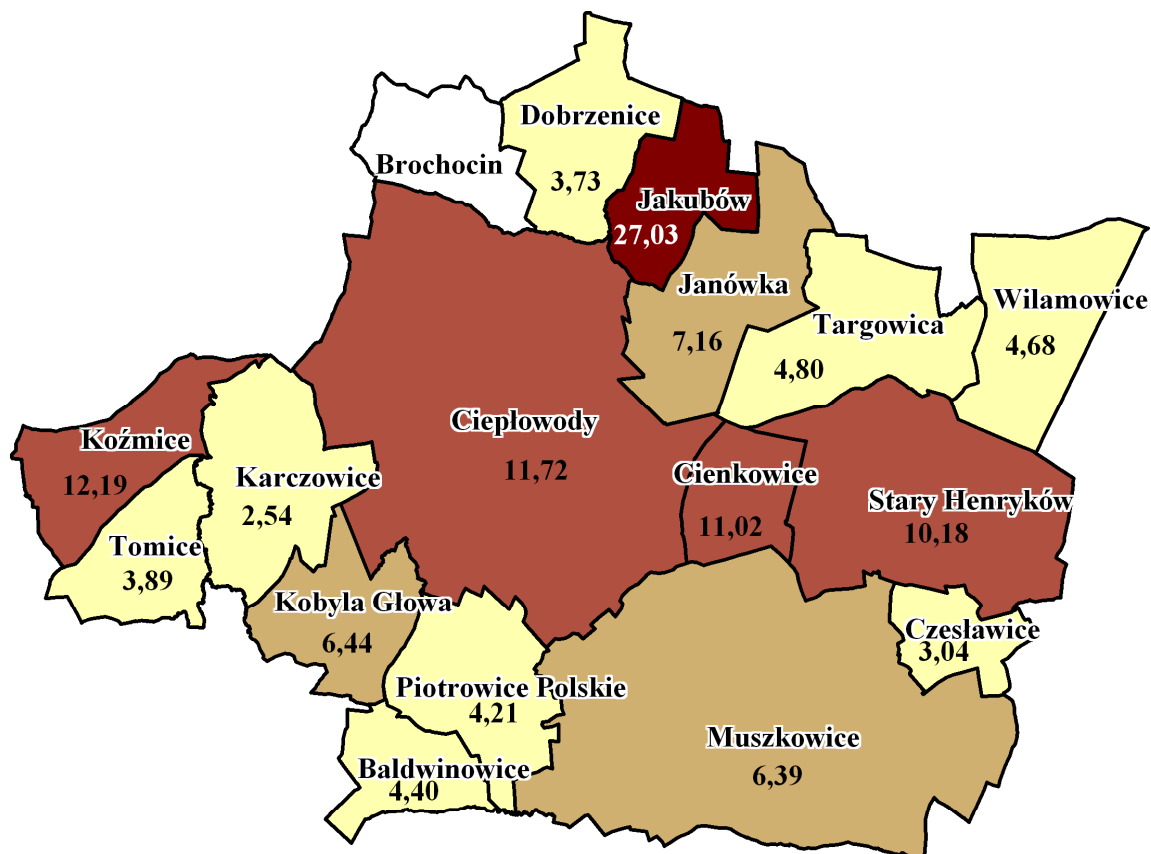 Dobrzenice
3,73
Brochocin
Jakubów
27,03
Janówka
7,16
Targowica
4,80
Wilamowice
4,68
Ciepłowody
11,72
Koźmice
12,19
Karczowice
2,54
Cienkowice
11,02
Stary Henryków
10,18
Tomice
3,89
Kobyla Głowa
6,44
Czesławice
3,04
Piotrowice Polskie
4,21
Muszkowice
6,39
Baldwinowice
4,40